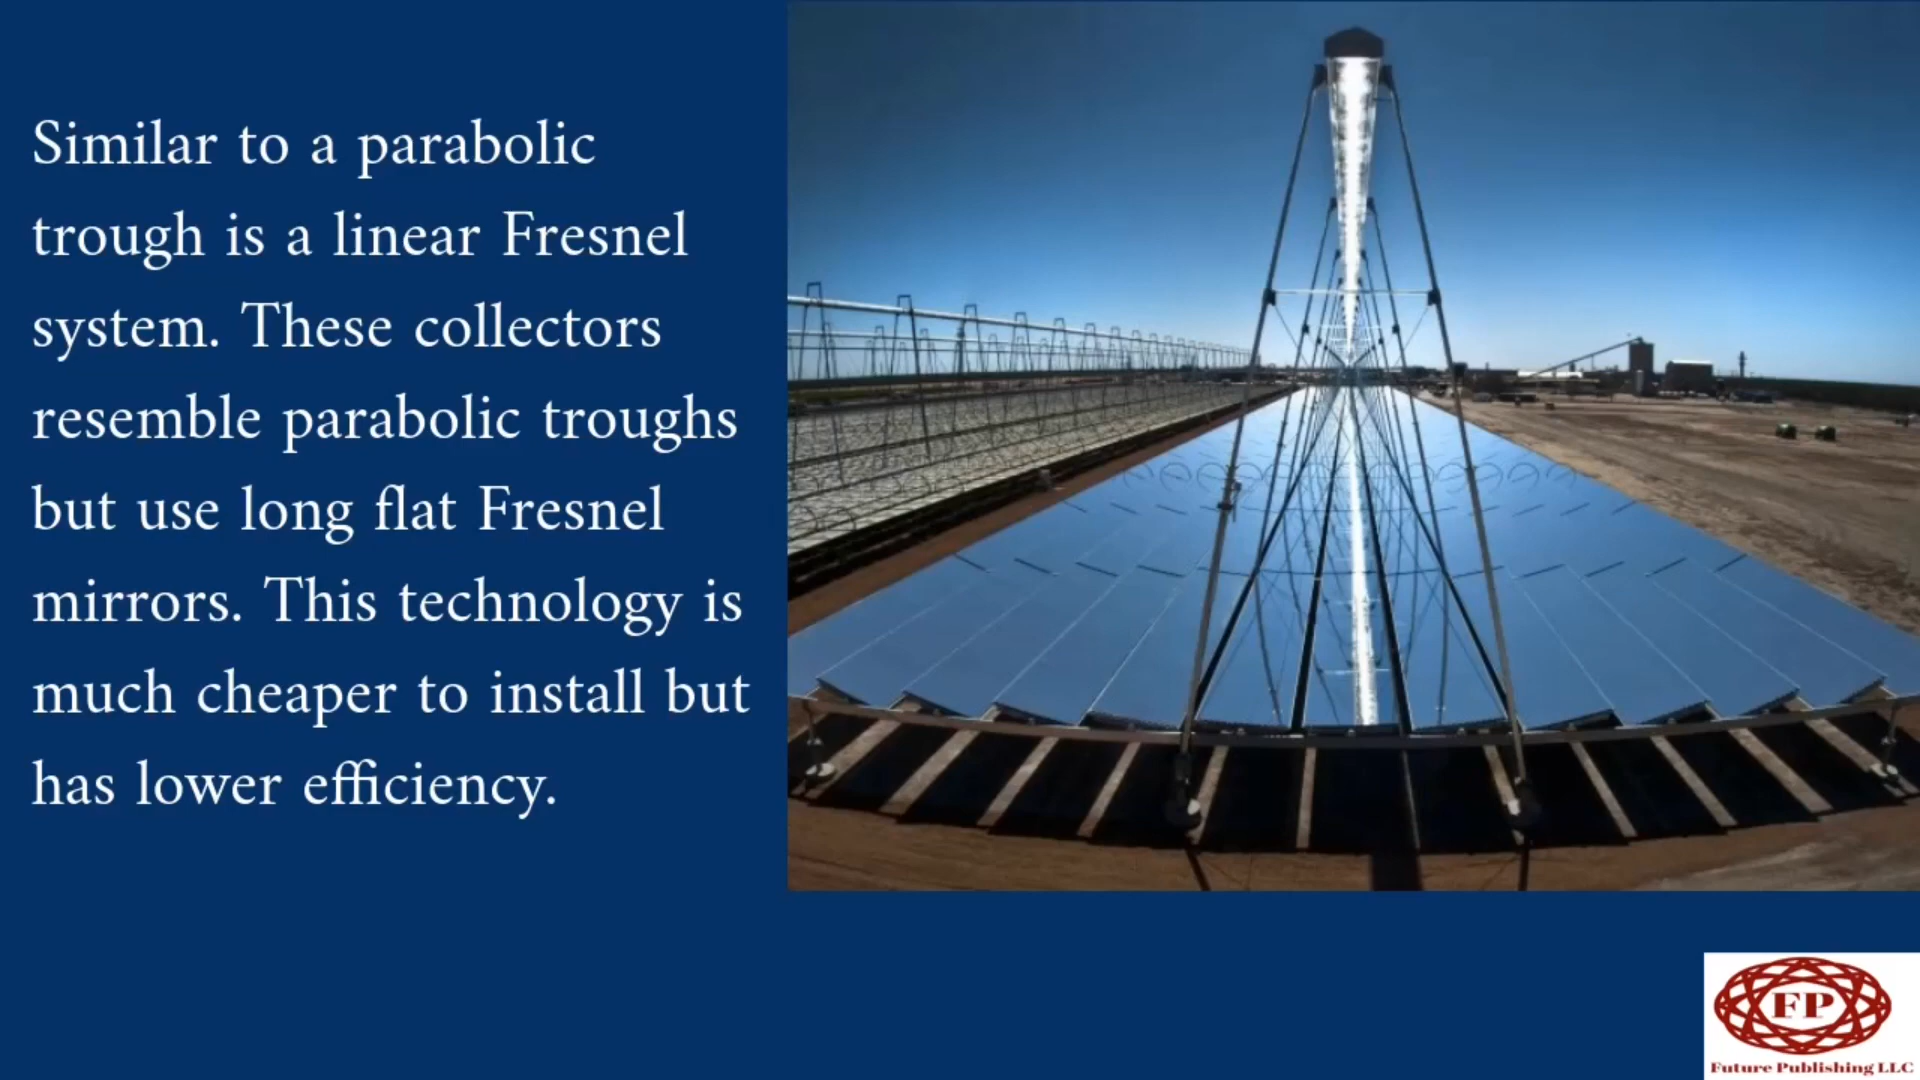 Similar to a parabolic
trough is a linear Fresnel
system. These collectors
resemble parabolic troughs
but use long flat Fresnel
mirrors. This technology is
much cheaper to install but
has lower efficiency.
FP
Future Publishing LLC